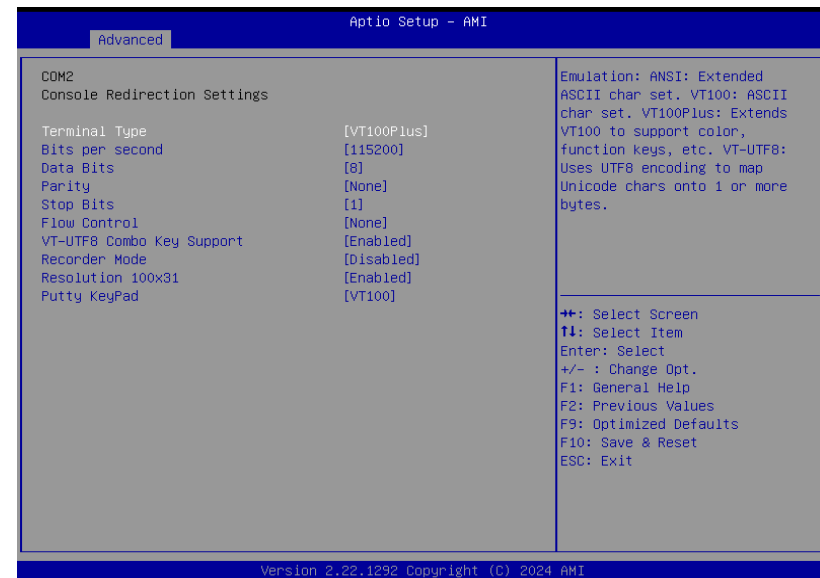 Aptio Setup – AMI
Advanced
COM2
Console Redirection Settings
Terminal Type [VT100Plus]
Bits per second [115200]
Data Bits [8]
Parity [None]
Stop Bits [1]
Flow Control [None]
VT-UTF8 Combo Key Support [Enabled]
Recorder Mode [Disabled]
Resolution 100x31 [Enabled]
Putty KeyPad [VT100]
Emulation: ANSI: Extended
ASCII char set. VT100: ASCII
char set. VT100Plus: Extends
VT100 to support color,
function keys, etc. VT-UTF8:
Uses UTF8 encoding to map
Unicode chars onto 1 or more
bytes.
→←: Select Screen
↑↓: Select Item
Enter: Select
+/- : Change Opt.
F1: General Help
F2: Previous Values
F9: Optimized Defaults
F10: Save & Reset
ESC: Exit
Version 2.22.1292 Copyright (C) 2024 AMI